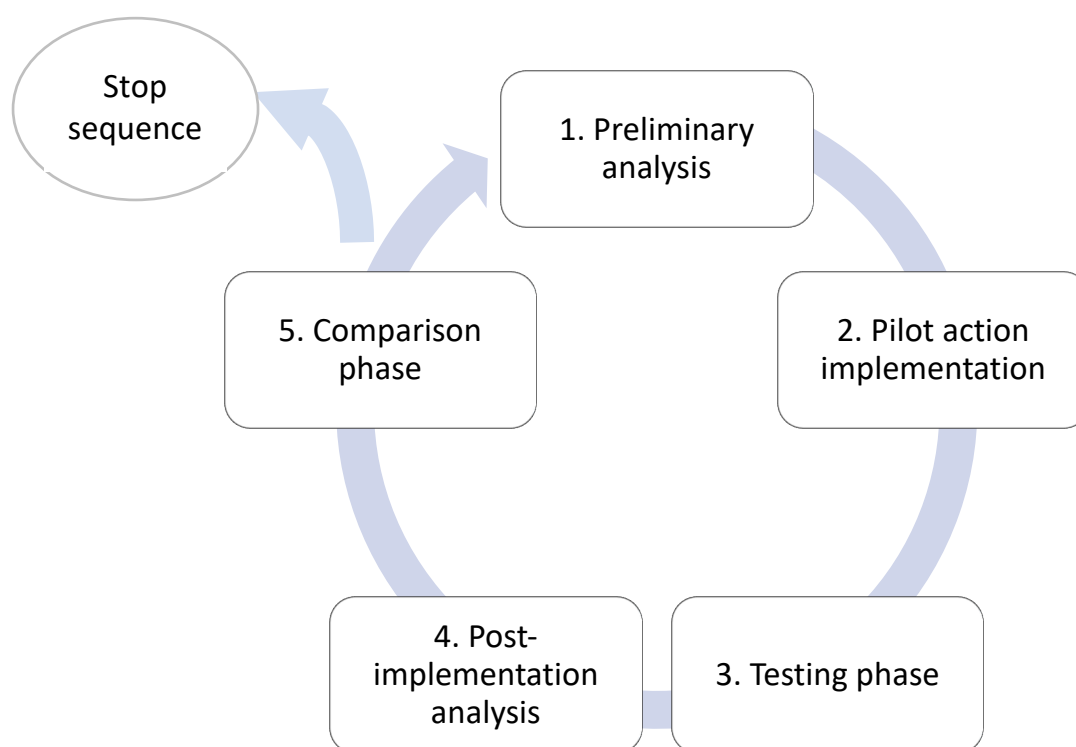 Stop
sequence
1. Preliminary
analysis
2. Pilot action
implementation
3. Testing phase
4. Post-
implementation
analysis
5. Comparison
phase